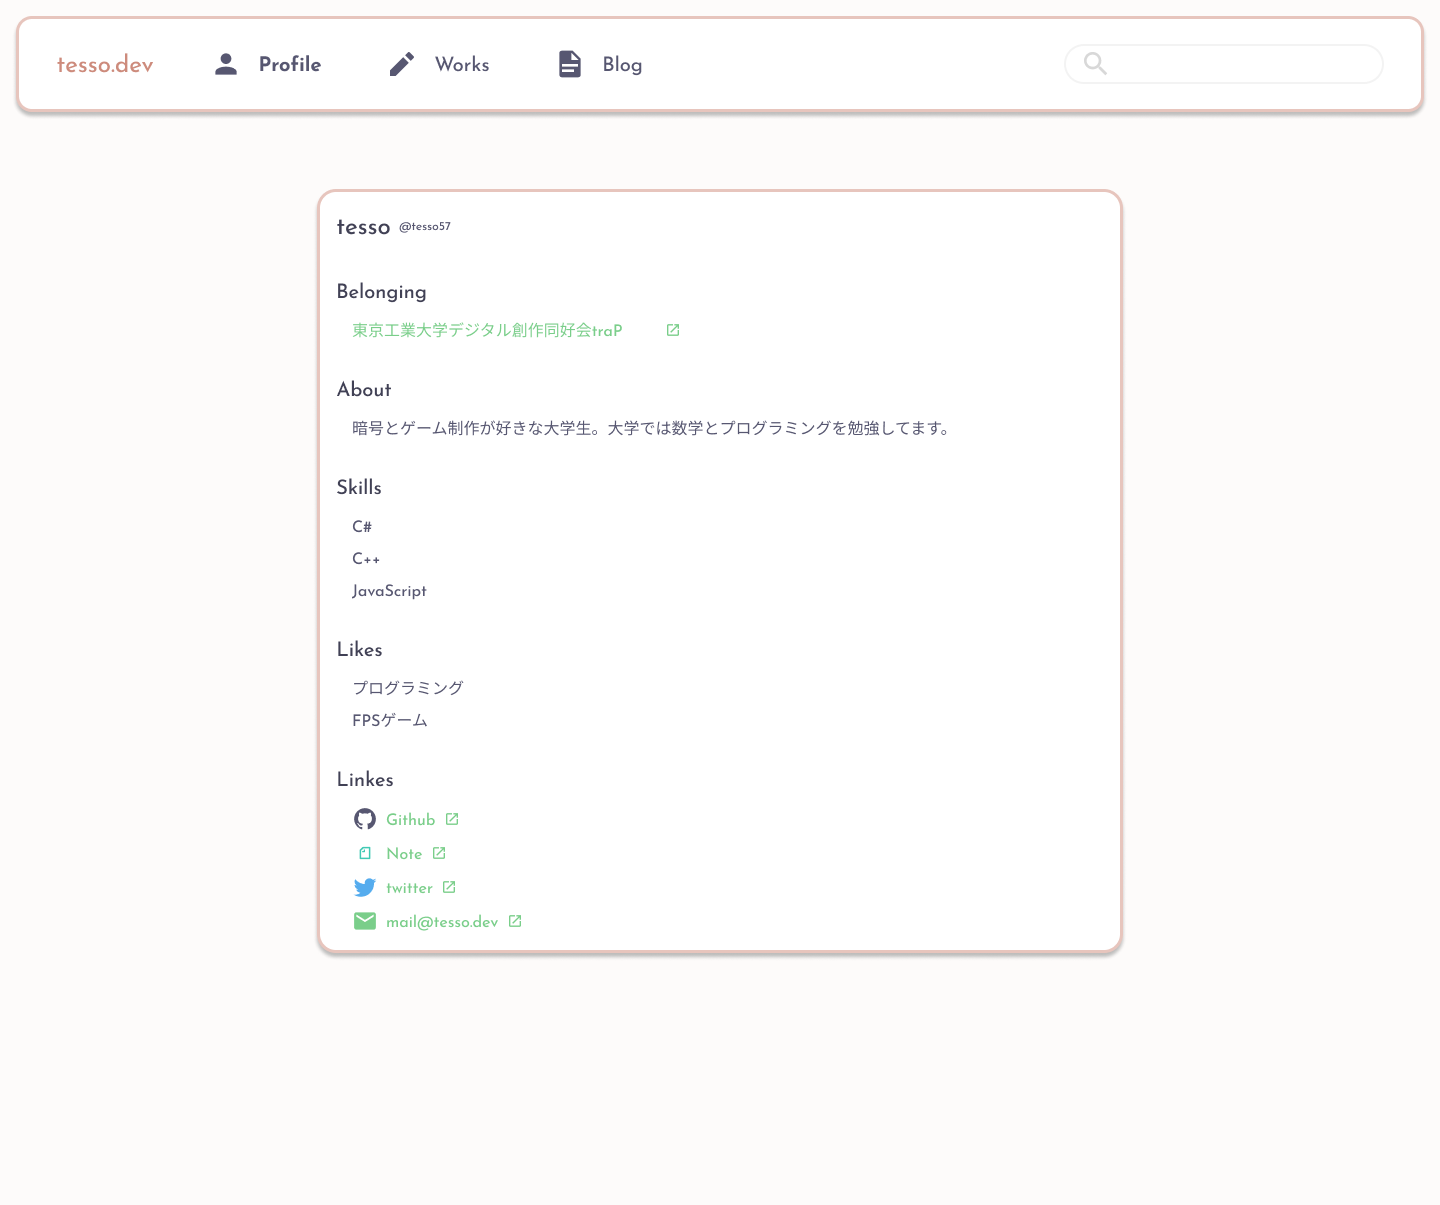 tesso.dev Profile Works Blog
tesso @tesso57
Belonging
東京工業大学デジタル創作同好会traP
About
暗号とゲーム制作が好きな大学生。大学では数学とプログラミングを勉強してます。
Skills
C#
C++
JavaScript
Likes
プログラミング
FPSゲーム
Linkes
Github
Note
twitter
mail@tesso.dev